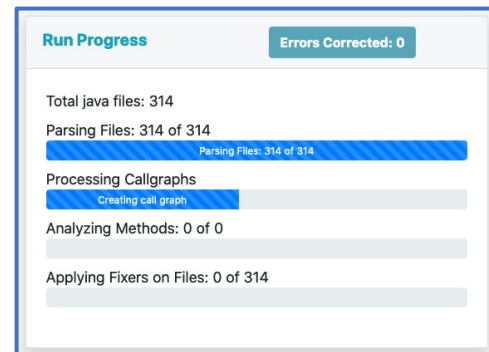 Run Progress
Errors Corrected: 0
Total java files: 314
Parsing Files: 314 of 314
Parsing Files: 314 of 314
Processing Callgraphs
Creating call graph
Analyzing Methods: 0 of 0
Applying Fixers on Files: 0 of 314